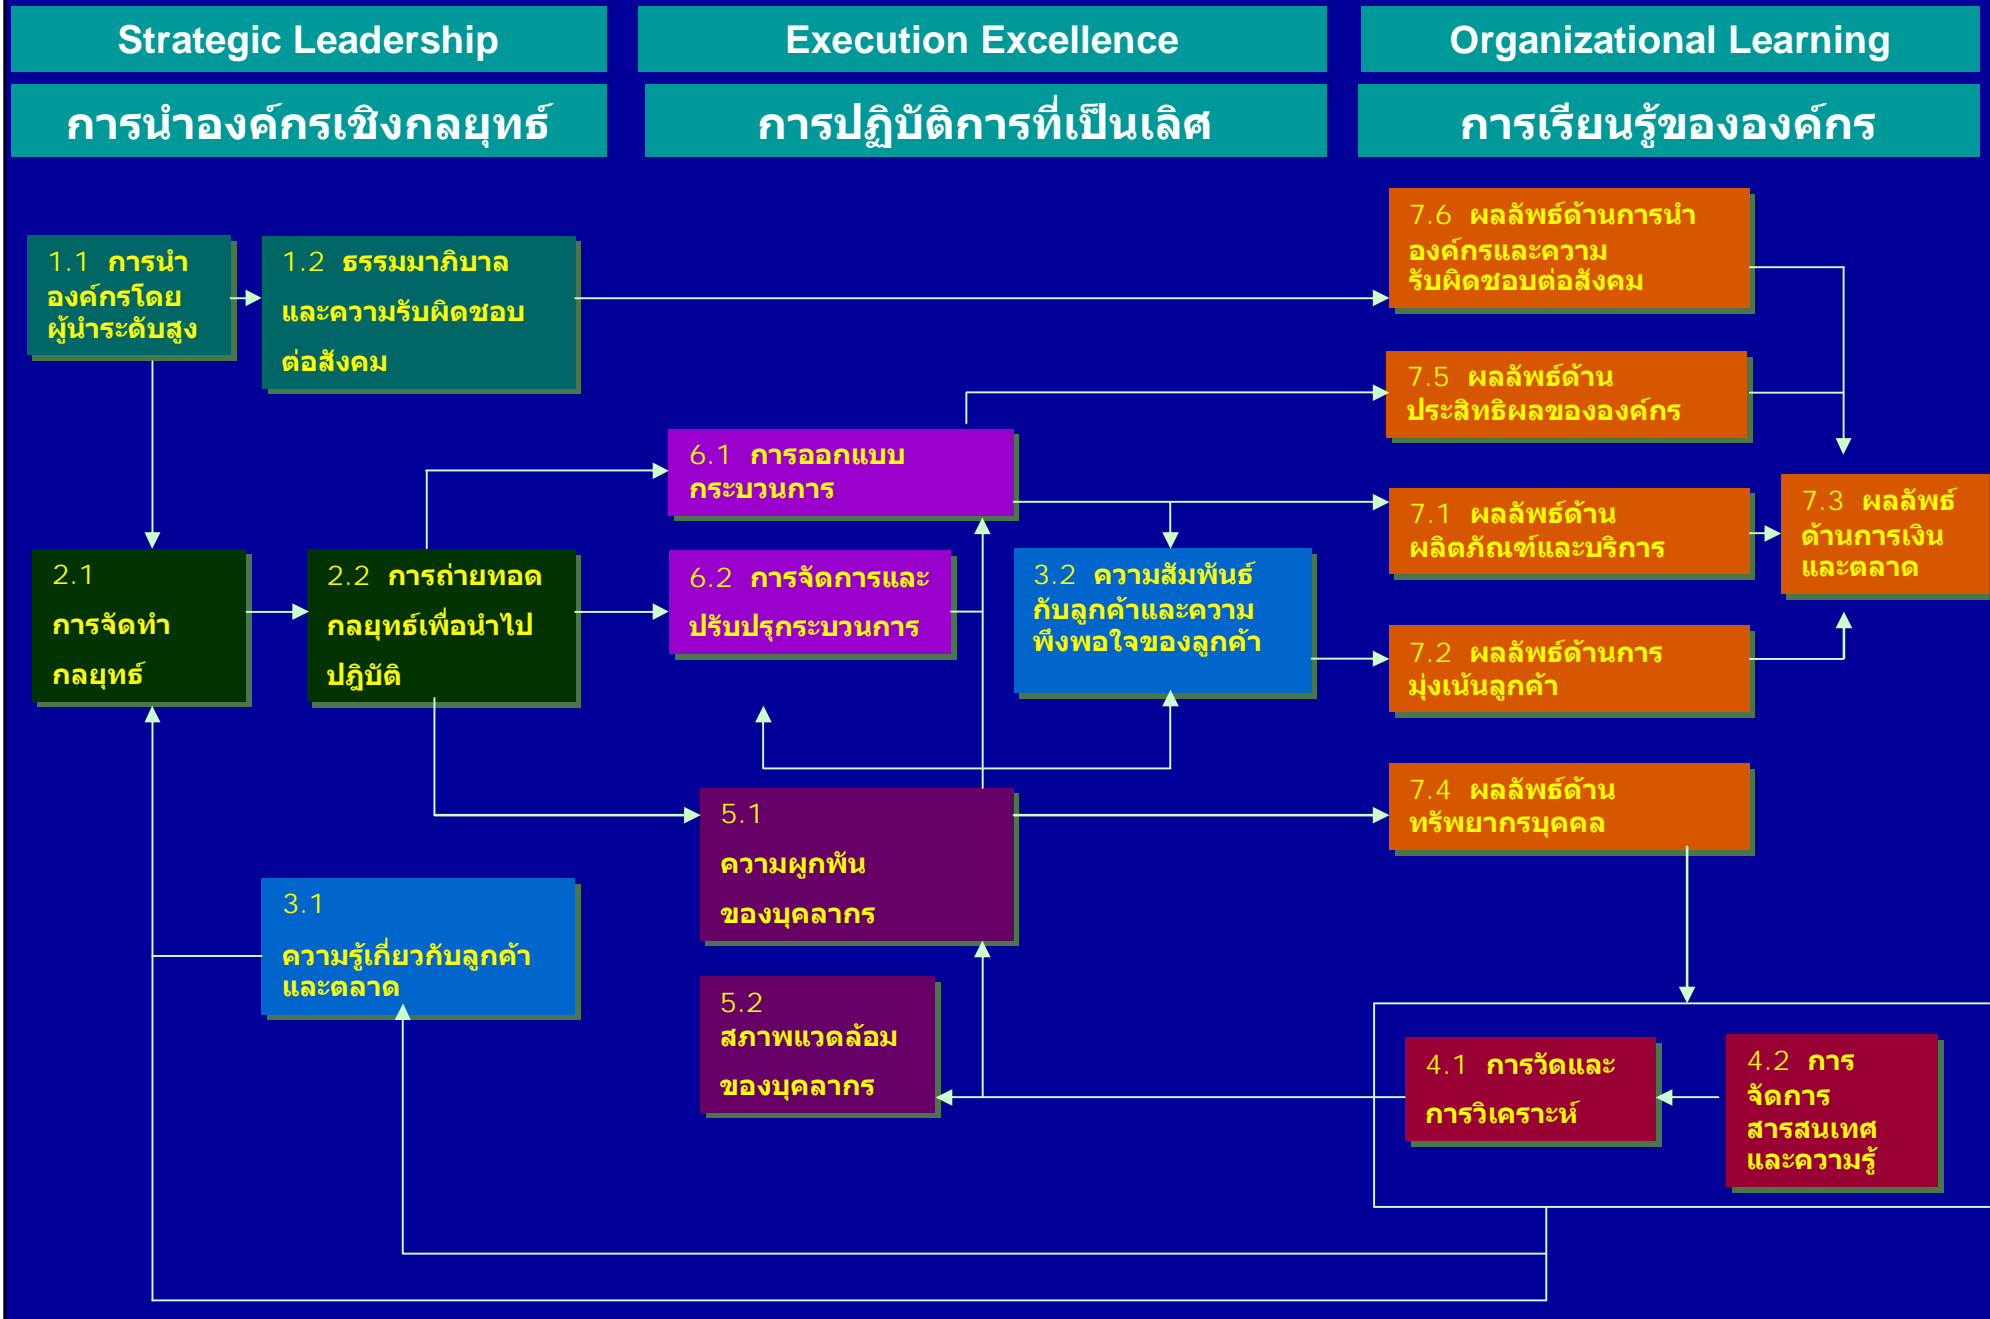 Strategic Leadership
Execution Excellence
Organizational Learning
การนำองค์กรเชิงกลยุทธ์
การปฏิบัติการที่เป็นเลิศ
การเรียนรู้ขององค์กร
1.1 การนำ
องค์กรโดย
ผู้นำระดับสูง
1.2 ธรรมมาภิบาล
และความรับผิดชอบ
ต่อสังคม
7.6 ผลลัพธ์ด้านการนำ
องค์กรและความ
รับผิดชอบต่อสังคม
7.5 ผลลัพธ์ด้าน
ประสิทธิผลขององค์กร
6.1 การออกแบบ
กระบวนการ
7.1 ผลลัพธ์ด้าน
ผลิตภัณฑ์และบริการ
7.3 ผลลัพธ์
ด้านการเงิน
และตลาด
2.1
การจัดทำ
กลยุทธ์
2.2 การถ่ายทอด
กลยุทธ์เพื่อนำไป
ปฎิบัติ
6.2 การจัดการและ
ปรับปรุกระบวนการ
3.2 ความสัมพันธ์
กับลูกค้าและความ
พึงพอใจของลูกค้า
7.2 ผลลัพธ์ด้านการ
มุ่งเน้นลูกค้า
7.4 ผลลัพธ์ด้าน
ทรัพยากรบุคคล
5.1
ความผูกพัน
ของบุคลากร
3.1
ความรู้เกี่ยวกับลูกค้า
และตลาด
5.2
สภาพแวดล้อม
ของบุคลากร
4.1 การวัดและ
การวิเคราะห์
4.2 การ
จัดการ
สารสนเทศ
และความรู้